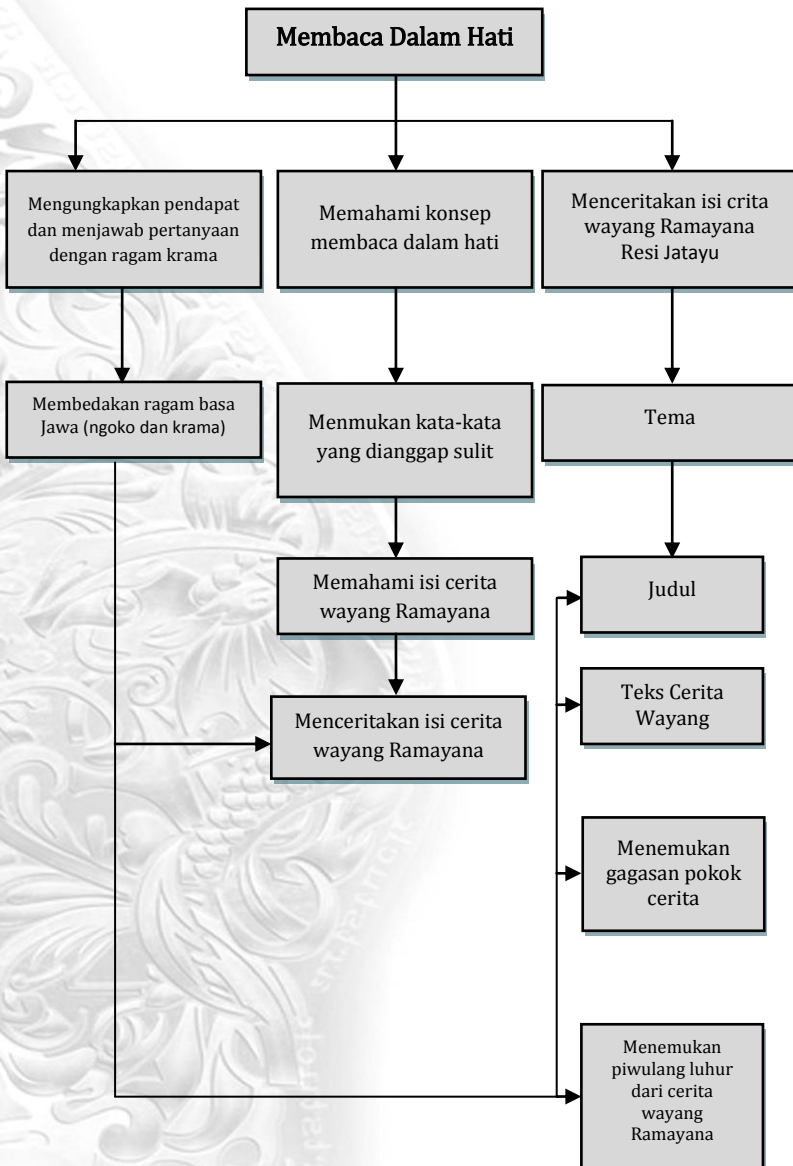 Membaca Dalam Hati
Mengungkapkan pendapat
dan menjawab pertanyaan
dengan ragam krama
Memahami konsep
membaca dalam hati
Menceritakan isi crita
wayang Ramayana
Resi Jatayu
Membedakan ragam basa
Jawa (ngoko dan krama)
Menmukan kata-kata
yang dianggap sulit
Tema
Memahami isi cerita
wayang Ramayana
Judul
Menceritakan isi cerita
wayang Ramayana
Teks Cerita
Wayang
Menemukan
gagasan pokok
cerita
Menemukan
piwulang luhur
dari cerita
wayang
Ramayana